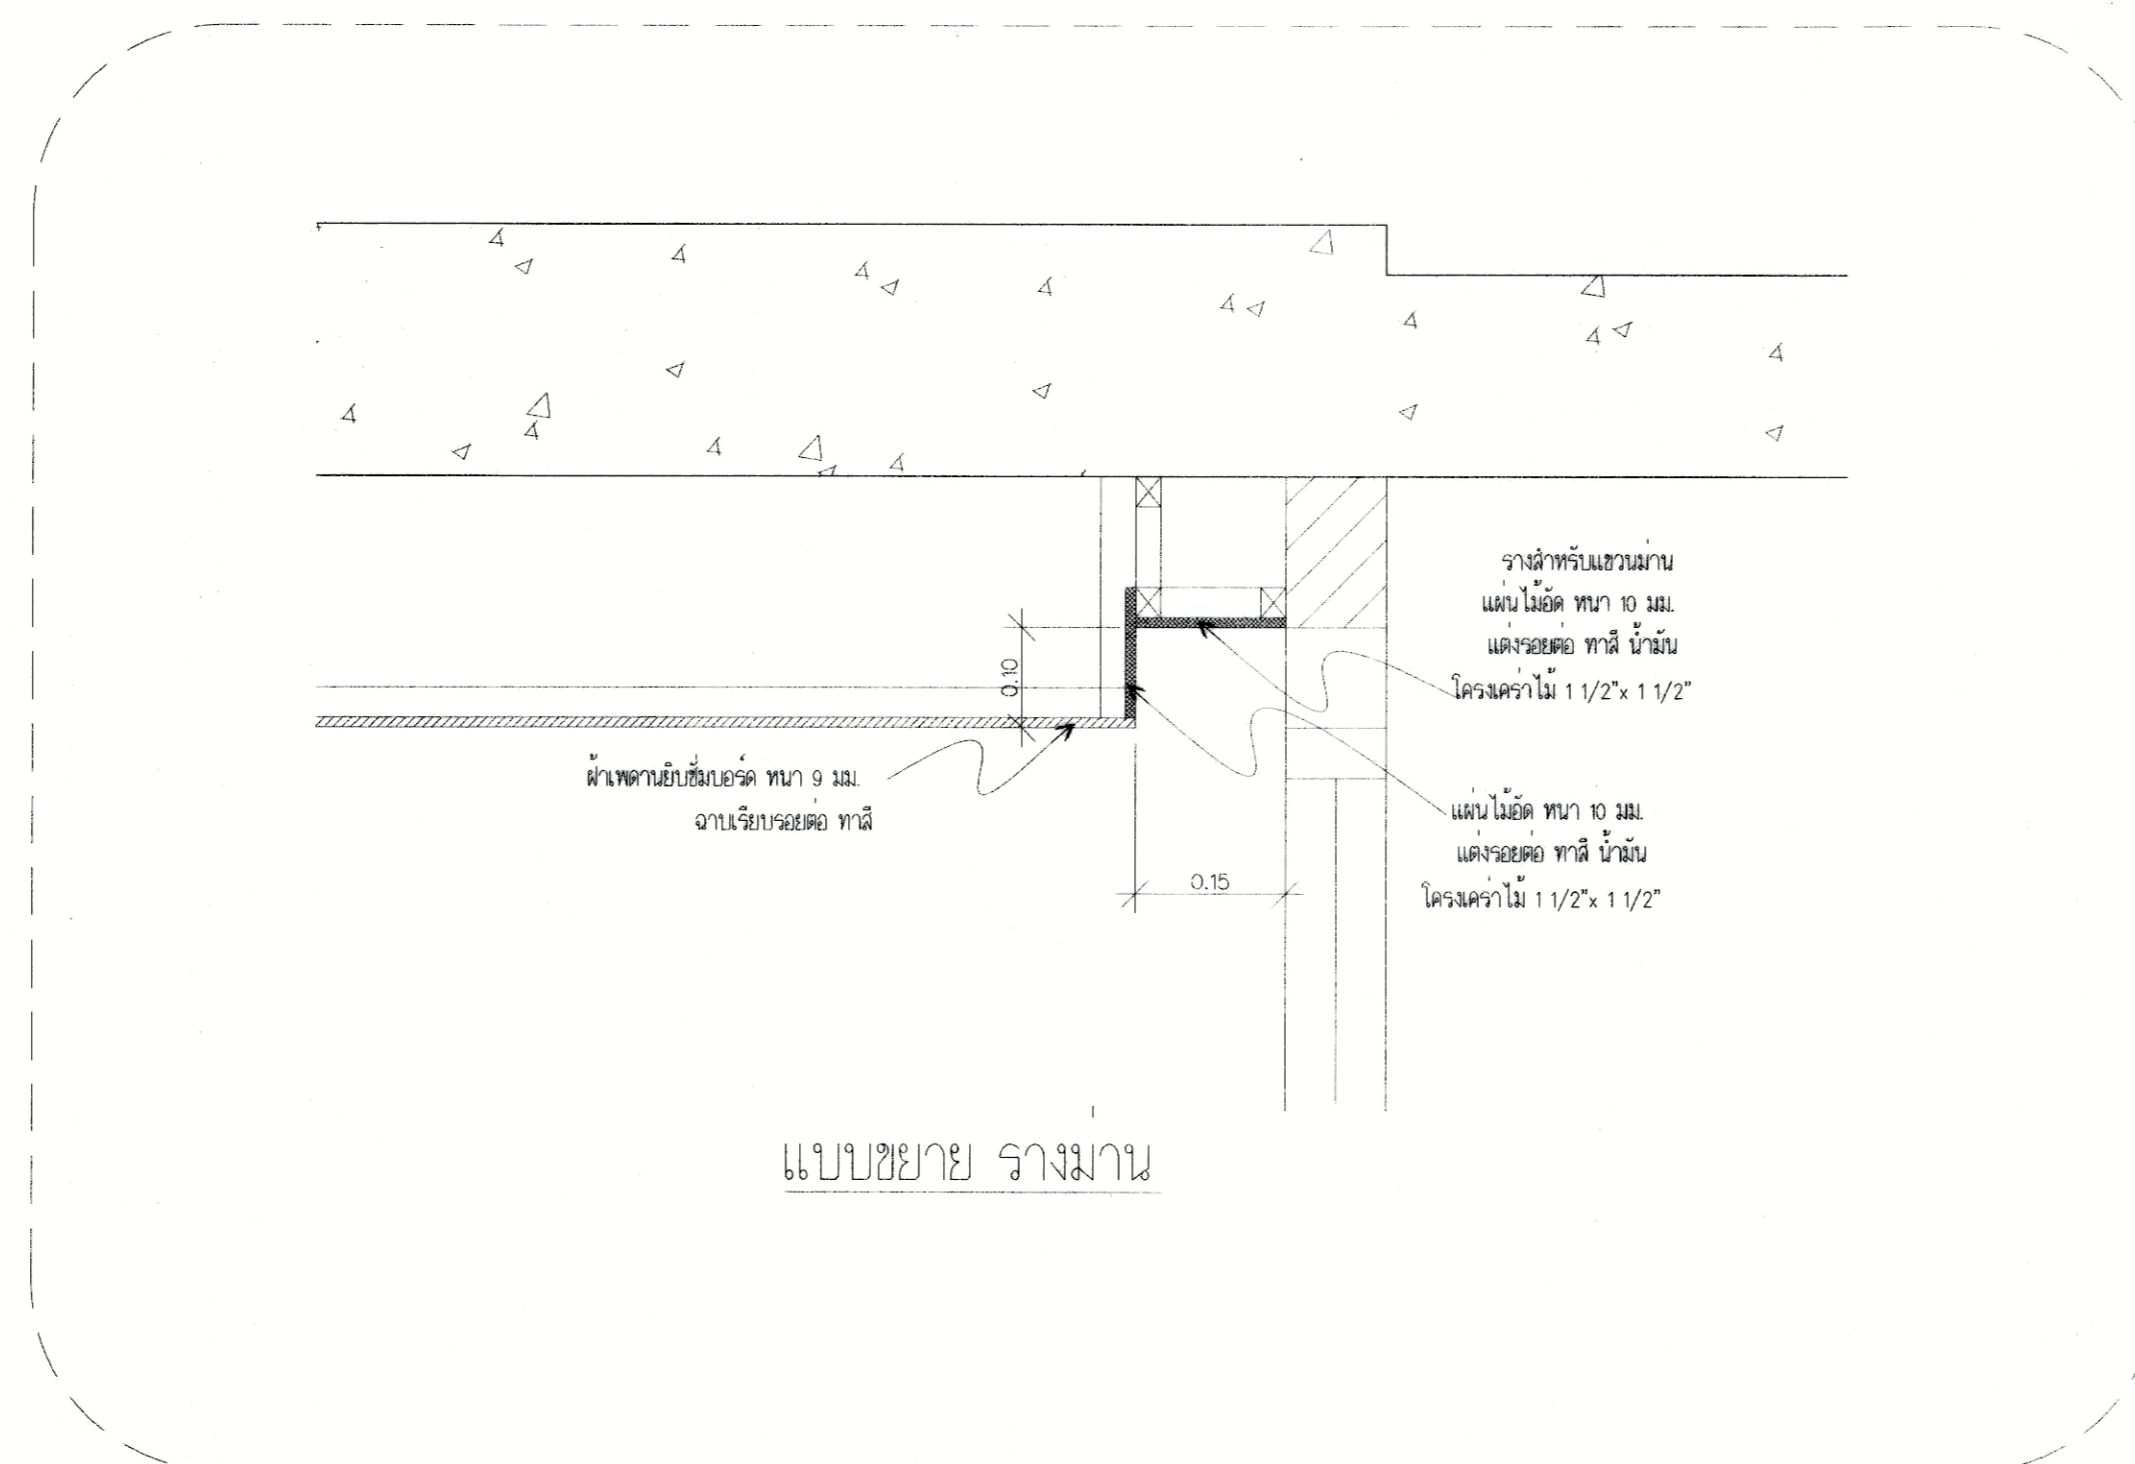 รางสำหรับแขวนม่าน
แผ่นไม้อัด หนา 10 มม.
แต่งรอยต่อ ทาสี น้ำมัน
โครงเคร่าไม้ 1 1/2"x 1 1/2"
0.10
ฝ้าเพดานยิบซั่มบอร์ด หนา 9 มม.
ฉาบเรียบรอยต่อ ทาสี
แผ่นไม้อัด หนา 10 มม.
แต่งรอยต่อ ทาสี น้ำมัน
โครงเคร่าไม้ 1 1/2"x 1 1/2"
0.15
แบบขยาย รางม่าน